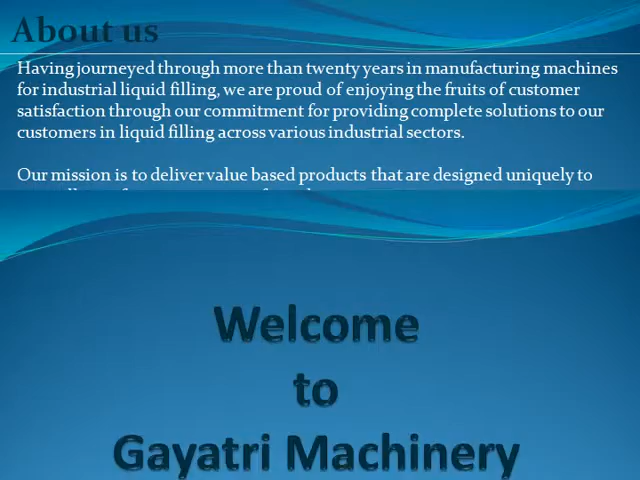 About us
Having journeyed through more than twenty years in manufacturing machines
for industrial liquid filling, we are proud of enjoying the fruits of customer
satisfaction through our commitment for providing complete solutions to our
customers in liquid filling across various industrial sectors.
Our mission is to deliver value based products that are designed uniquely to
Welcome
to
Gayatri Machinery